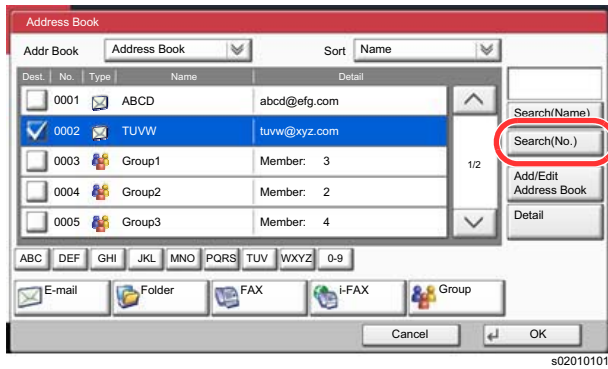 Address Book
Addr Book Address Book Sort Name
Dest. No. Type Name Detail
0001 ABCD abcd@efg.com
Search(Name)
0002 TUVW tuvw@xyz.com
Search(No.)
0003 Group1 Member: 3
1/2
Add/Edit
Address Book
0004 Group2 Member: 2
0005 Group3 Member: 4
Detail
ABC DEF GHI JKL MNO PQRS TUV WXYZ 0-9
E-mail Folder FAX i-FAX Group
Cancel OK
s02010101